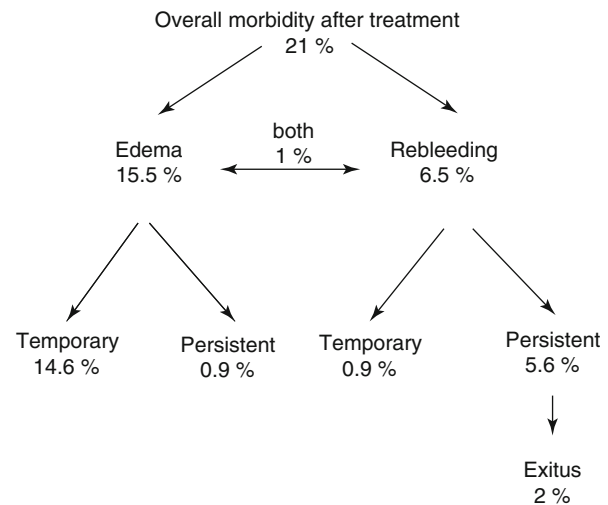 Overall morbidity after treatment
21 %
both
1 %
Edema
15.5 %
Rebleeding
6.5 %
Temporary
14.6 %
Persistent
0.9 %
Temporary
0.9 %
Persistent
5.6 %
Exitus
2 %